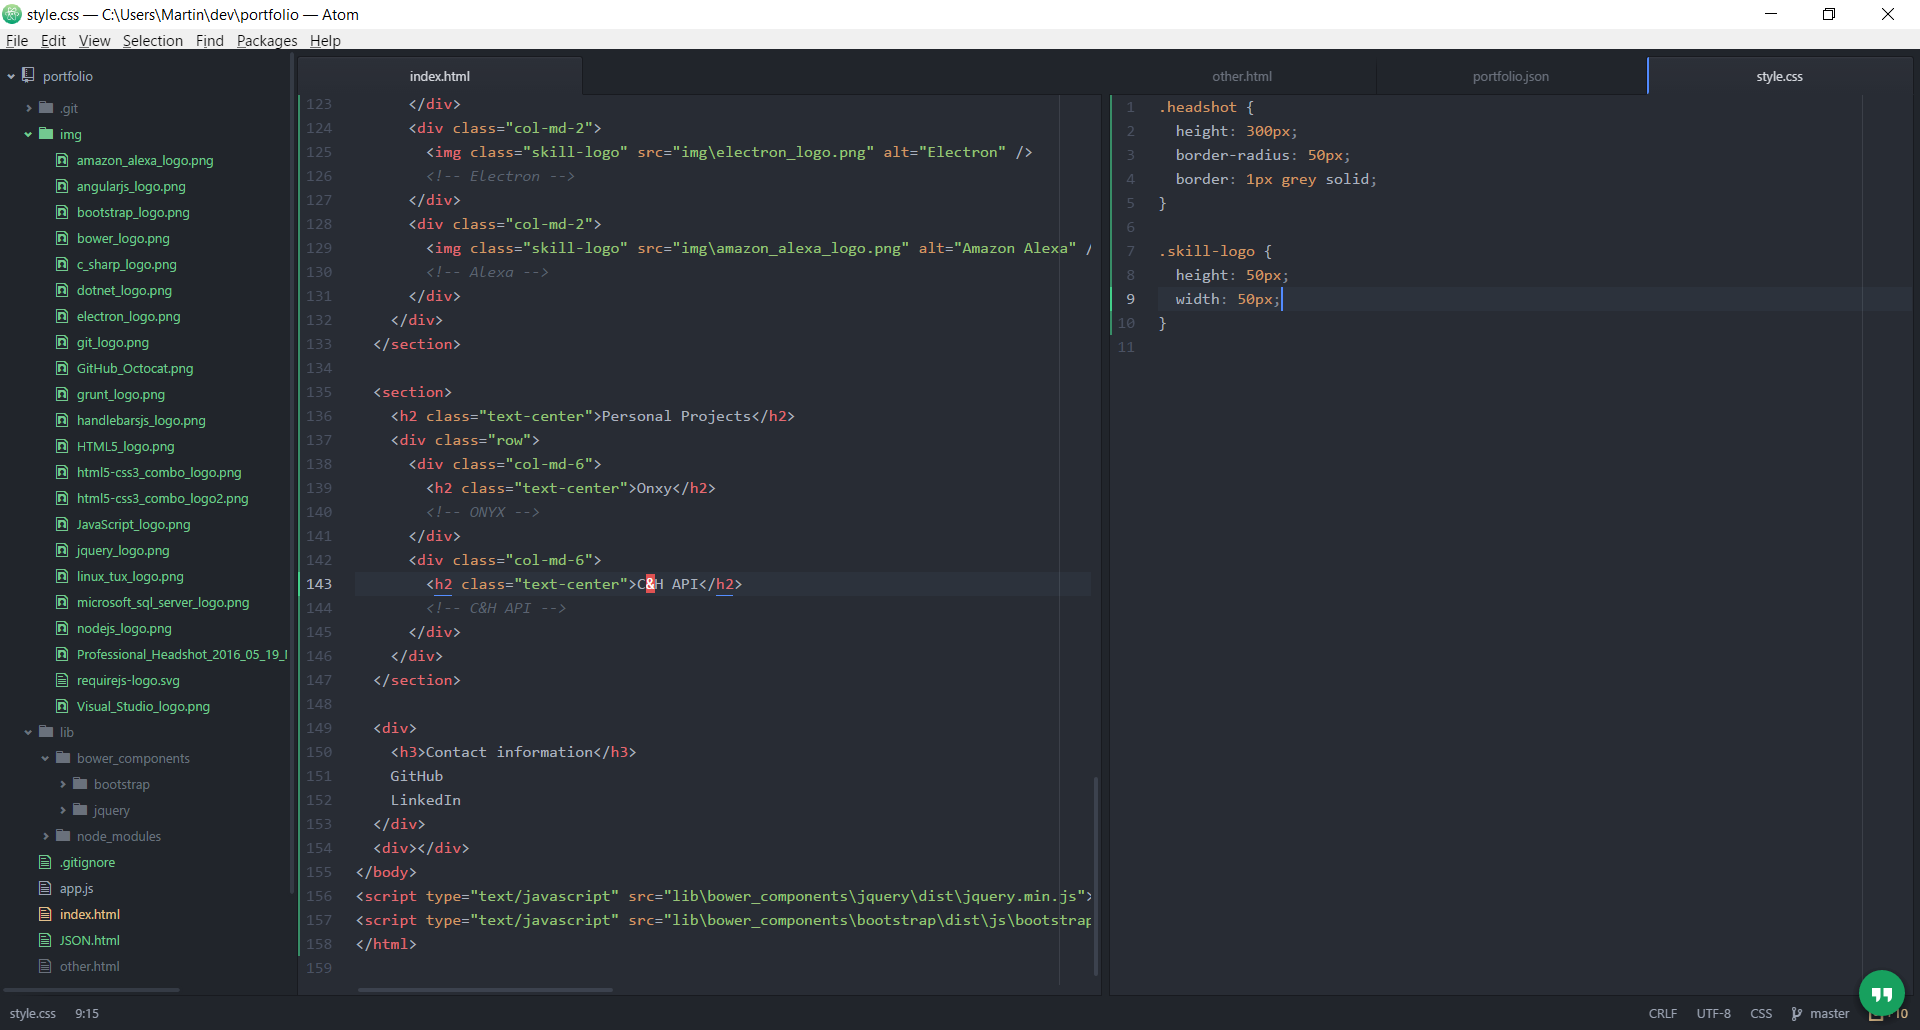 style.css — C:\Users\Martin\dev\portfolio — Atom
File Edit View Selection Find Packages Help
portfolio
.git
img
amazon_alexa_logo.png
angularjs_logo.png
bootstrap_logo.png
bower_logo.png
c_sharp_logo.png
dotnet_logo.png
electron_logo.png
git_logo.png
GitHub_Octocat.png
grunt_logo.png
handlebarsjs_logo.png
HTML5_logo.png
html5-css3_combo_logo.png
html5-css3_combo_logo2.png
JavaScript_logo.png
jquery_logo.png
linux_tux_logo.png
microsoft_sql_server_logo.png
nodejs_logo.png
Professional_Headshot_2016_05_19_
requirejs-logo.svg
Visual_Studio_logo.png
lib
bower_components
bootstrap
jquery
node_modules
.gitignore
app.js
index.html
JSON.html
other.html
index.html
123 </div>
124 <div class="col-md-2">
125 <img class="skill-logo" src="img\electron_logo.png" alt="Electron" />
126 <!-- Electron -->
127 </div>
128 <div class="col-md-2">
129 <img class="skill-logo" src="img\amazon_alexa_logo.png" alt="Amazon Alexa" /
130 <!-- Alexa -->
131 </div>
132 </div>
133 </section>
134
135 <section>
136 <h2 class="text-center">Personal Projects</h2>
137 <div class="row">
138 <div class="col-md-6">
139 <h2 class="text-center">Onxy</h2>
140 <!-- ONYX -->
141 </div>
142 <div class="col-md-6">
143 <h2 class="text-center">C&H API</h2>
144 <!-- C&H API -->
145 </div>
146 </div>
147 </section>
148
149 <div>
150 <h3>Contact information</h3>
151 GitHub
152 LinkedIn
153 </div>
154 <div></div>
155 </body>
156 <script type="text/javascript" src="lib\bower_components\jquery\dist\jquery.min.js">
157 <script type="text/javascript" src="lib\bower_components\bootstrap\dist\js\bootstrap
158 </html>
159
other.html portfolio.json style.css
1 .headshot {
2 height: 300px;
3 border-radius: 50px;
4 border: 1px grey solid;
5 }
6
7 .skill-logo {
8 height: 50px;
9 width: 50px;
10 }
11
style.css 9:15 CRLF UTF-8 CSS master